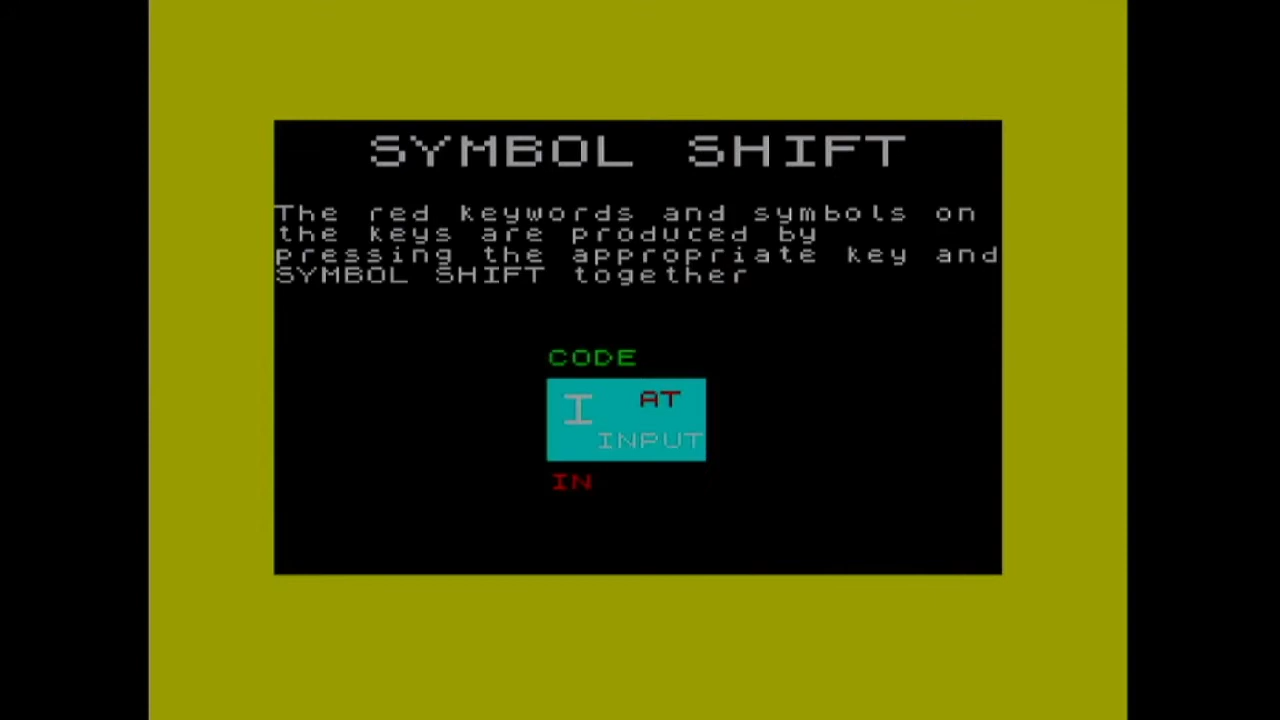 SYMBOL SHIFT
The red keywords and symbols on
the keys are produced by
pressing the appropriate key and
SYMBOL SHIFT together
CODE
I AT
INPUT
IN